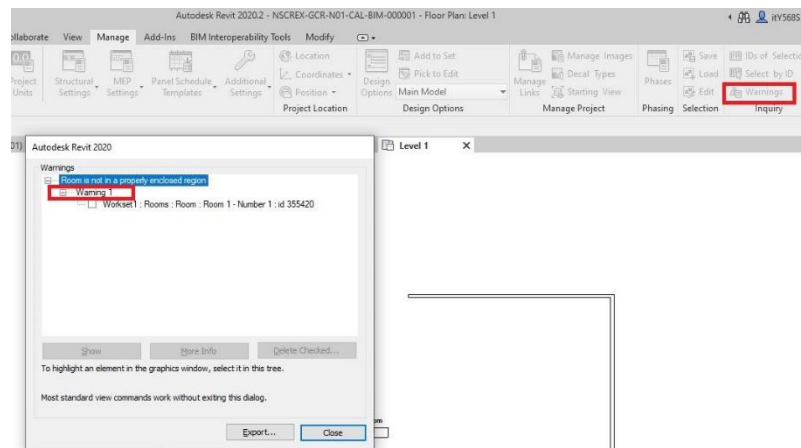 Autodesk Revit 2020.2 - NSCREX-GCR-N01-CAL-BIM-000001 - Floor Plan: Level 1
ollaborate View Manage Add-Ins BIM Interoperability Tools Modify
Project Units
Structural Settings
MEP Settings
Panel Schedule Templates
Additional Settings
Location
Coordinates
Position
Project Location
Design Options
Add to Set
Pick to Edit
Main Model
Design Options
Manage Links
Manage Images
Decal Types
Starting View
Manage Project
Phases
Phasing
Save
Load
Edit
Selection
IDs of Selectio
Select by ID
Warnings
Inquiry
Autodesk Revit 2020
Level 1 X
Warnings
Room is not in a properly enclosed region
Warning 1
Workset1 : Rooms : Room : Room 1 - Number 1 : id 355420
Show More Info Delete Checked...
To highlight an element in the graphics window, select it in this tree.
Most standard view commands work without exiting this dialog.
Export... Close